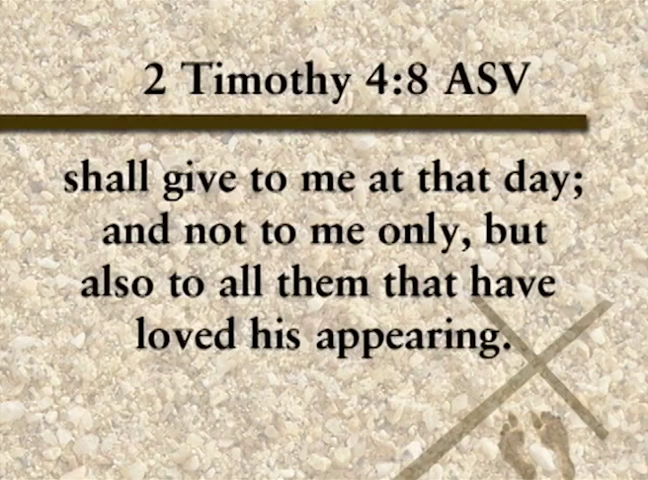 2 Timothy 4:8 ASV
shall give to me at that day;
and not to me only, but
also to all them that have
loved his appearing.